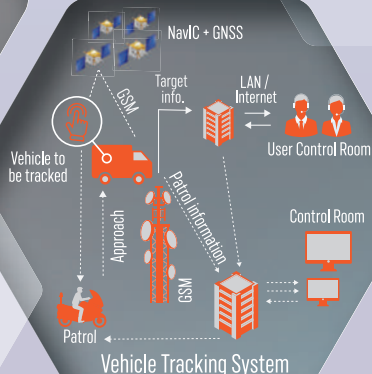 NavIC + GNSS
GSM
Target
info.
LAN /
Internet
User Control Room
Vehicle to
be tracked
Patrol information
Approach
GSM
Control Room
Patrol
Vehicle Tracking System